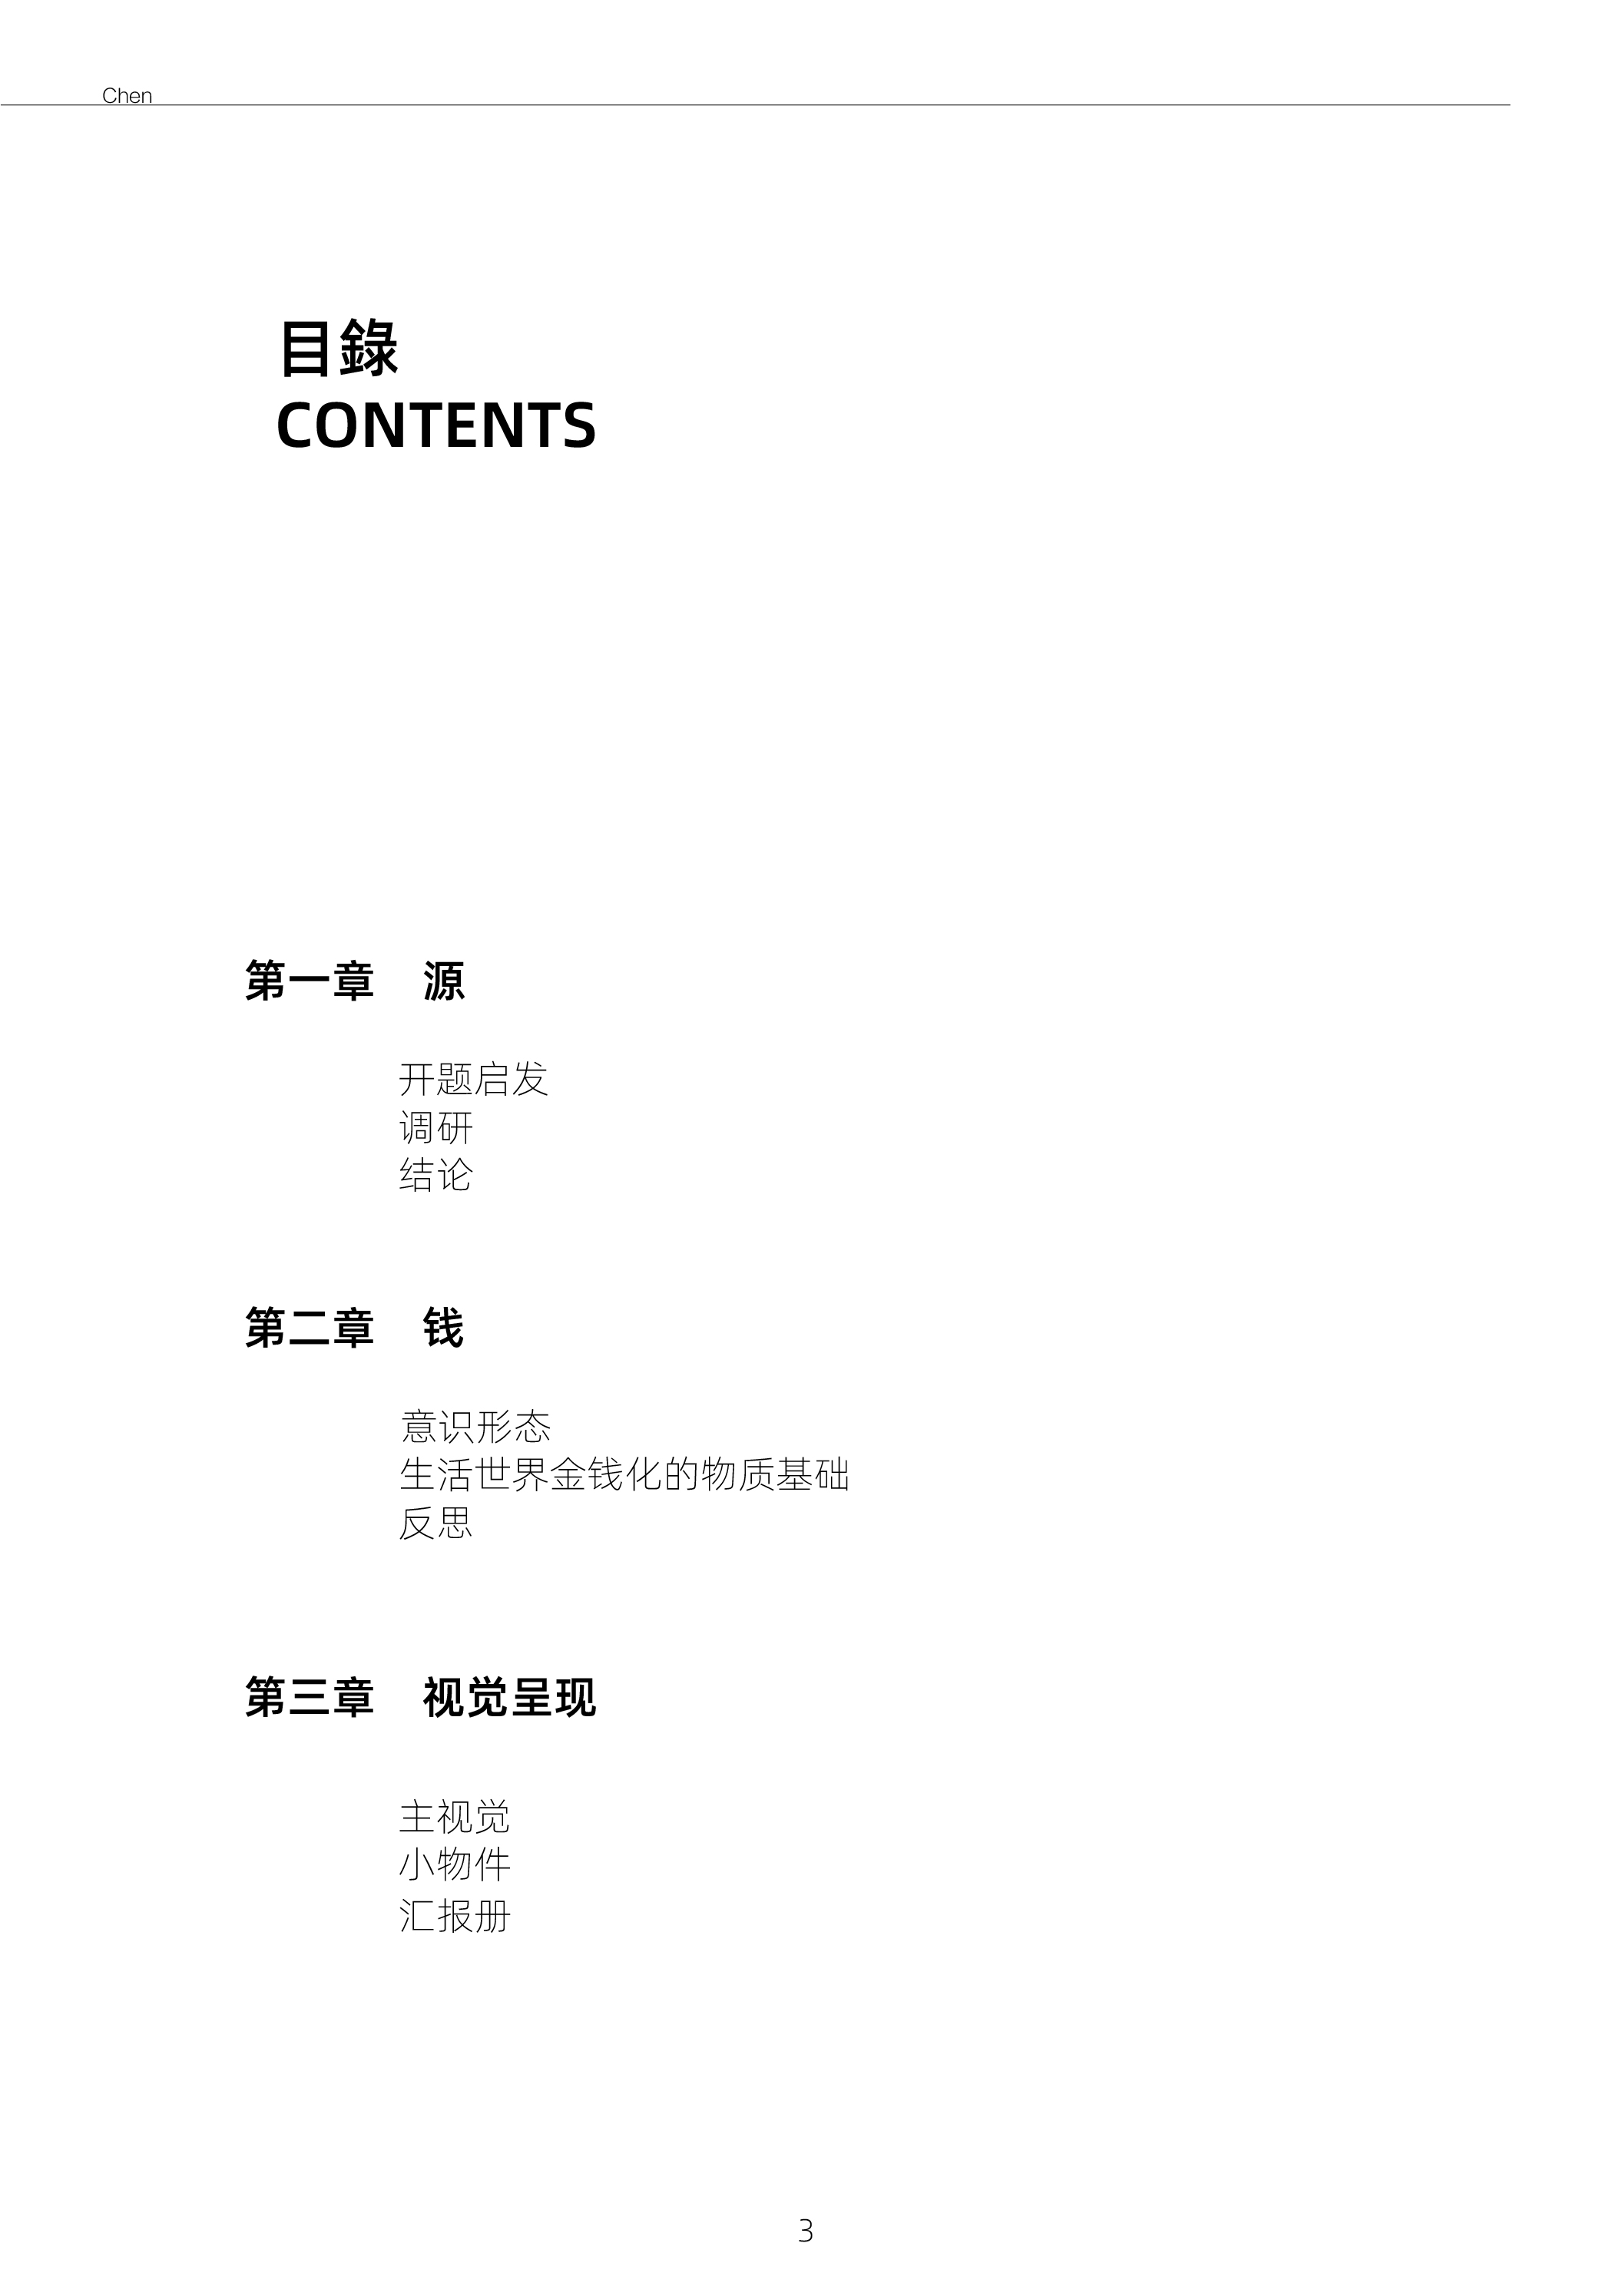 Chen
目錄
CONTENTS
第一章 源
开题启发
调研
结论
第二章 钱
意识形态
生活世界金钱化的物质基础
反思
第三章 视觉呈现
主视觉
小物件
汇报册
3